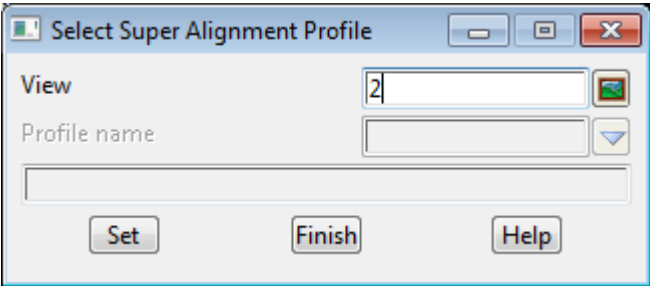 Select Super Alignment Profile
View 2
Profile name
Set Finish Help